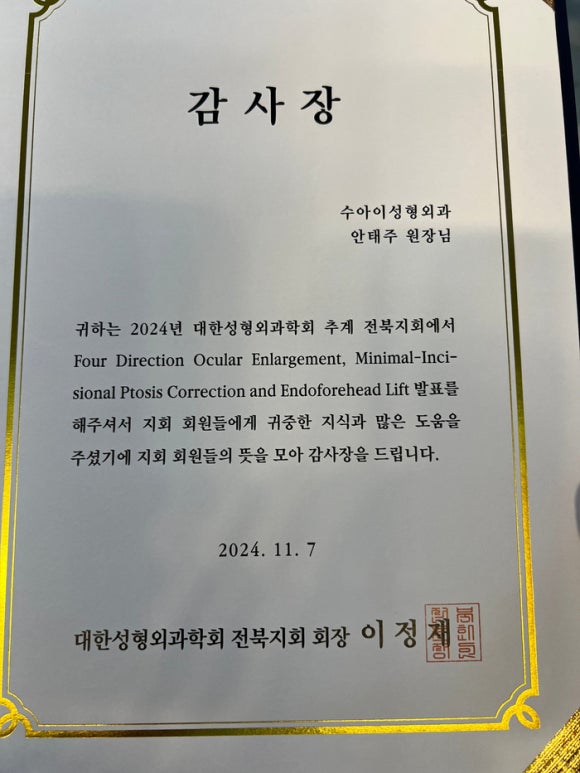 감사장
수아이성형외과
안태주 원장님
귀하는 2024년 대한성형외과학회 추계 전북지회에서
Four Direction Ocular Enlargement, Minimal-Inci-
sional Ptosis Correction and Endoforehead Lift 발표를
해주셔서 지회 회원들에게 귀중한 지식과 많은 도움을
주셨기에 지회 회원들의 뜻을 모아 감사장을 드립니다.
2024. 11. 7
대한성형외과학회 전북지회 회장 이정재